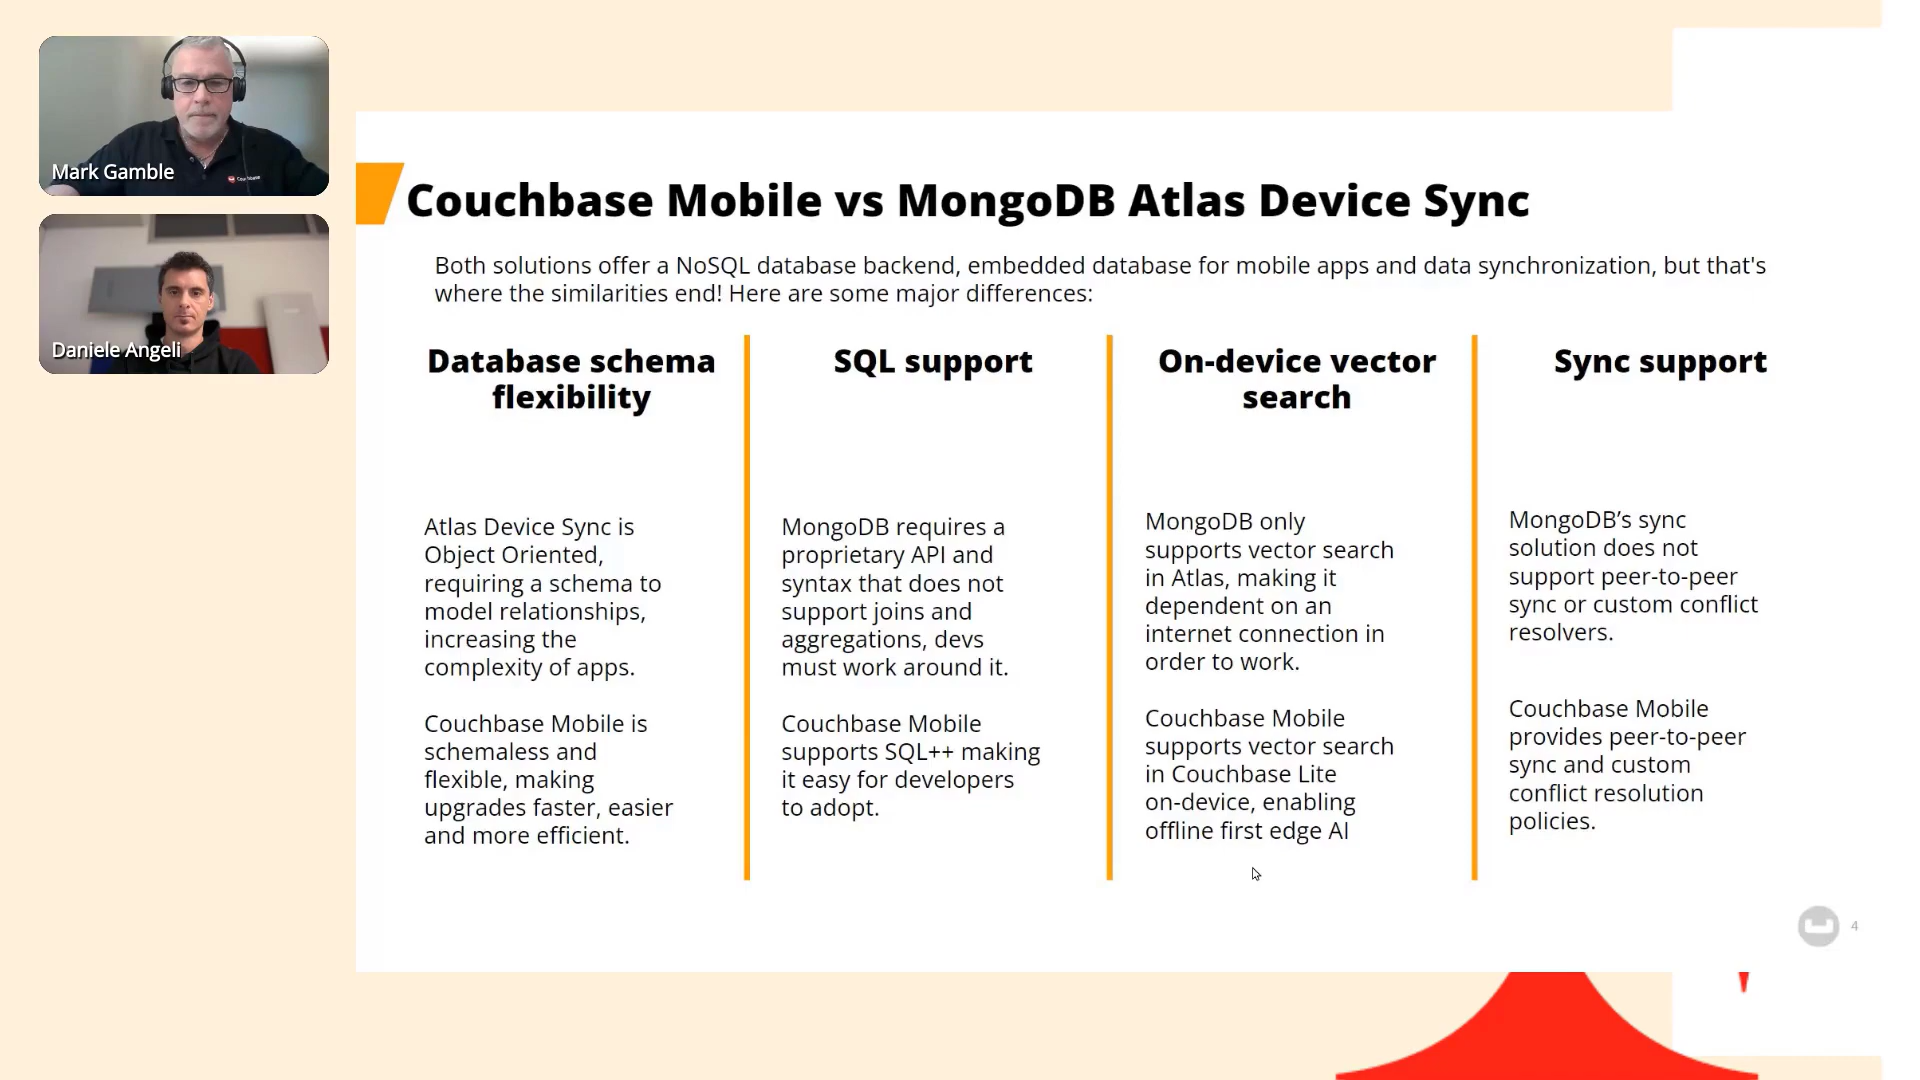 Mark Gamble
Couchbase
Daniele Angeli
Couchbase Mobile vs MongoDB Atlas Device Sync
Both solutions offer a NoSQL database backend, embedded database for mobile apps and data synchronization, but that's
where the similarities end! Here are some major differences:
Database schema
flexibility
Atlas Device Sync is
Object Oriented,
requiring a schema to
model relationships,
increasing the
complexity of apps.
Couchbase Mobile is
schemaless and
flexible, making
upgrades faster, easier
and more efficient.
SQL support
MongoDB requires a
proprietary API and
syntax that does not
support joins and
aggregations, devs
must work around it.
Couchbase Mobile
supports SQL++ making
it easy for developers
to adopt.
On-device vector
search
MongoDB only
supports vector search
in Atlas, making it
dependent on an
internet connection in
order to work.
Couchbase Mobile
supports vector search
in Couchbase Lite
on-device, enabling
offline first edge AI
Sync support
MongoDB’s sync
solution does not
support peer-to-peer
sync or custom conflict
resolvers.
Couchbase Mobile
provides peer-to-peer
sync and custom
conflict resolution
policies.
4